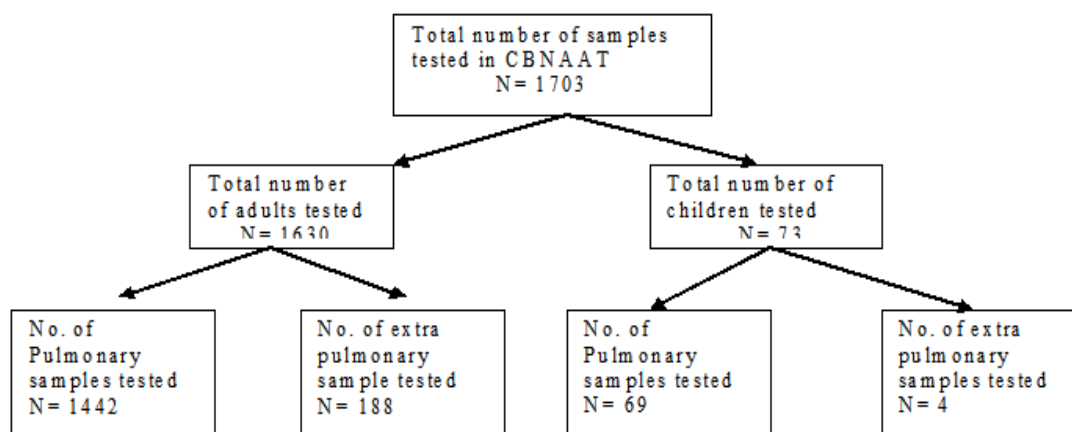 Total number of samples
tested in CBNAAT
N= 1703
Total number
of adults tested
N= 1630
Total number of
children tested
N= 73
No. of
Pulmonary
samples tested
N= 1442
No. of extra
pulmonary
sample tested
N= 188
No. of
Pulmonary
samples tested
N= 69
No. of extra
pulmonary
samples tested
N= 4